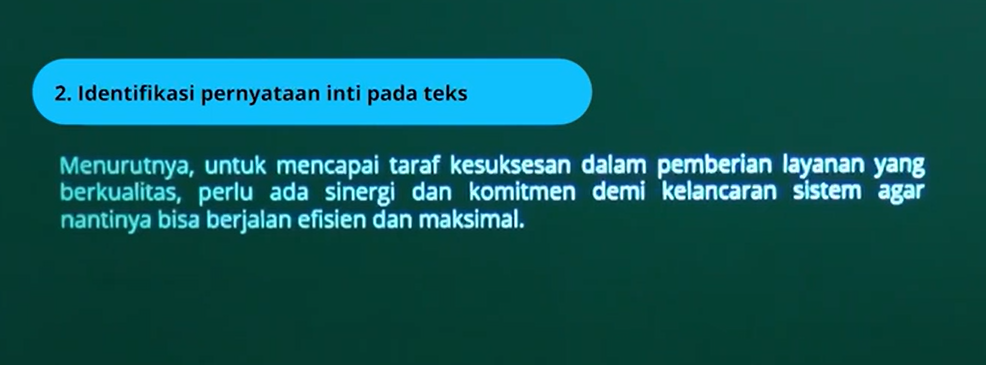 2. Identifikasi pernyataan inti pada teks
Menurutnya, untuk mencapai taraf kesuksesan dalam pemberian layanan yang
berkualitas, perlu ada sinergi dan komitmen demi kelancaran sistem agar
nantinya bisa berjalan efisien dan maksimal.